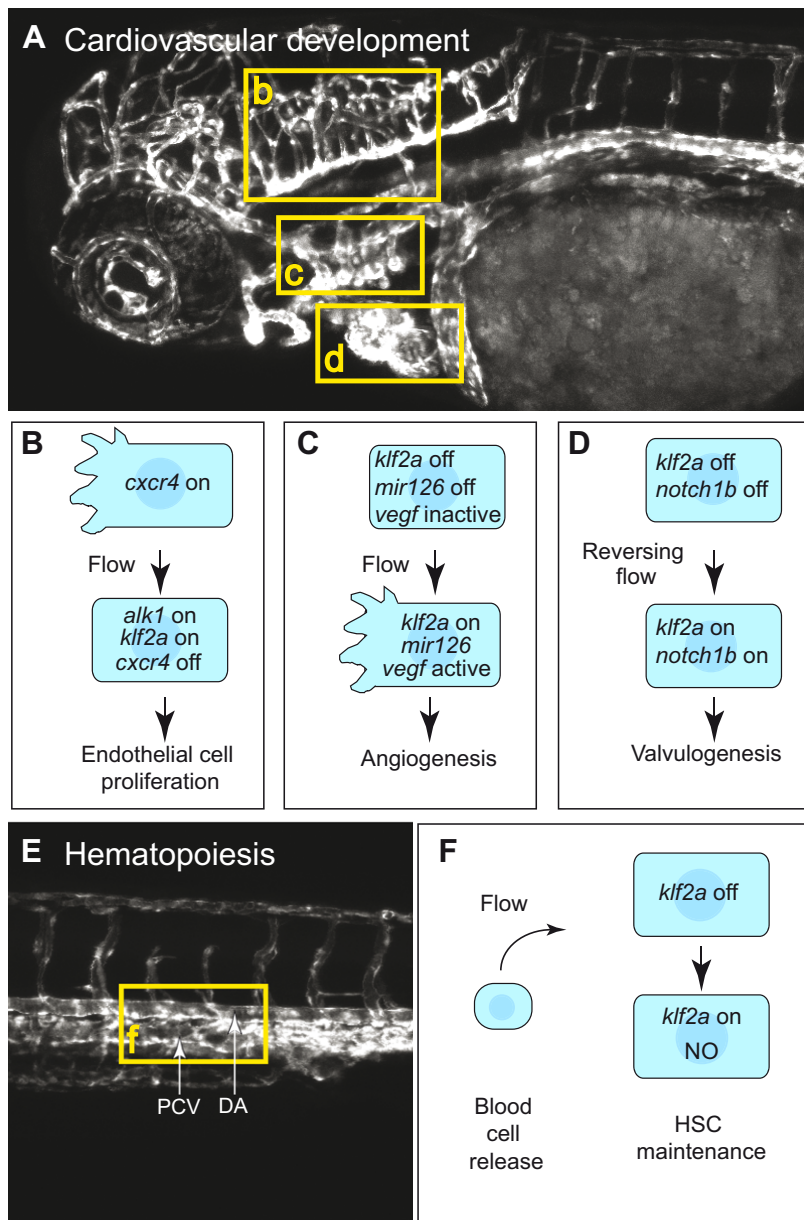 A Cardiovascular development
b
c
d
B
cxcr4 on
Flow
alk1 on
klf2a on
cxcr4 off
Endothelial cell
proliferation
C
klf2a off
mir126 off
vegf inactive
Flow
klf2a on
mir126
vegf active
Angiogenesis
D
klf2a off
notch1b off
Reversing
flow
klf2a on
notch1b on
Valvulogenesis
E Hematopoiesis
f
PCV DA
F
Flow
Blood
cell
release
klf2a off
klf2a on
NO
HSC
maintenance